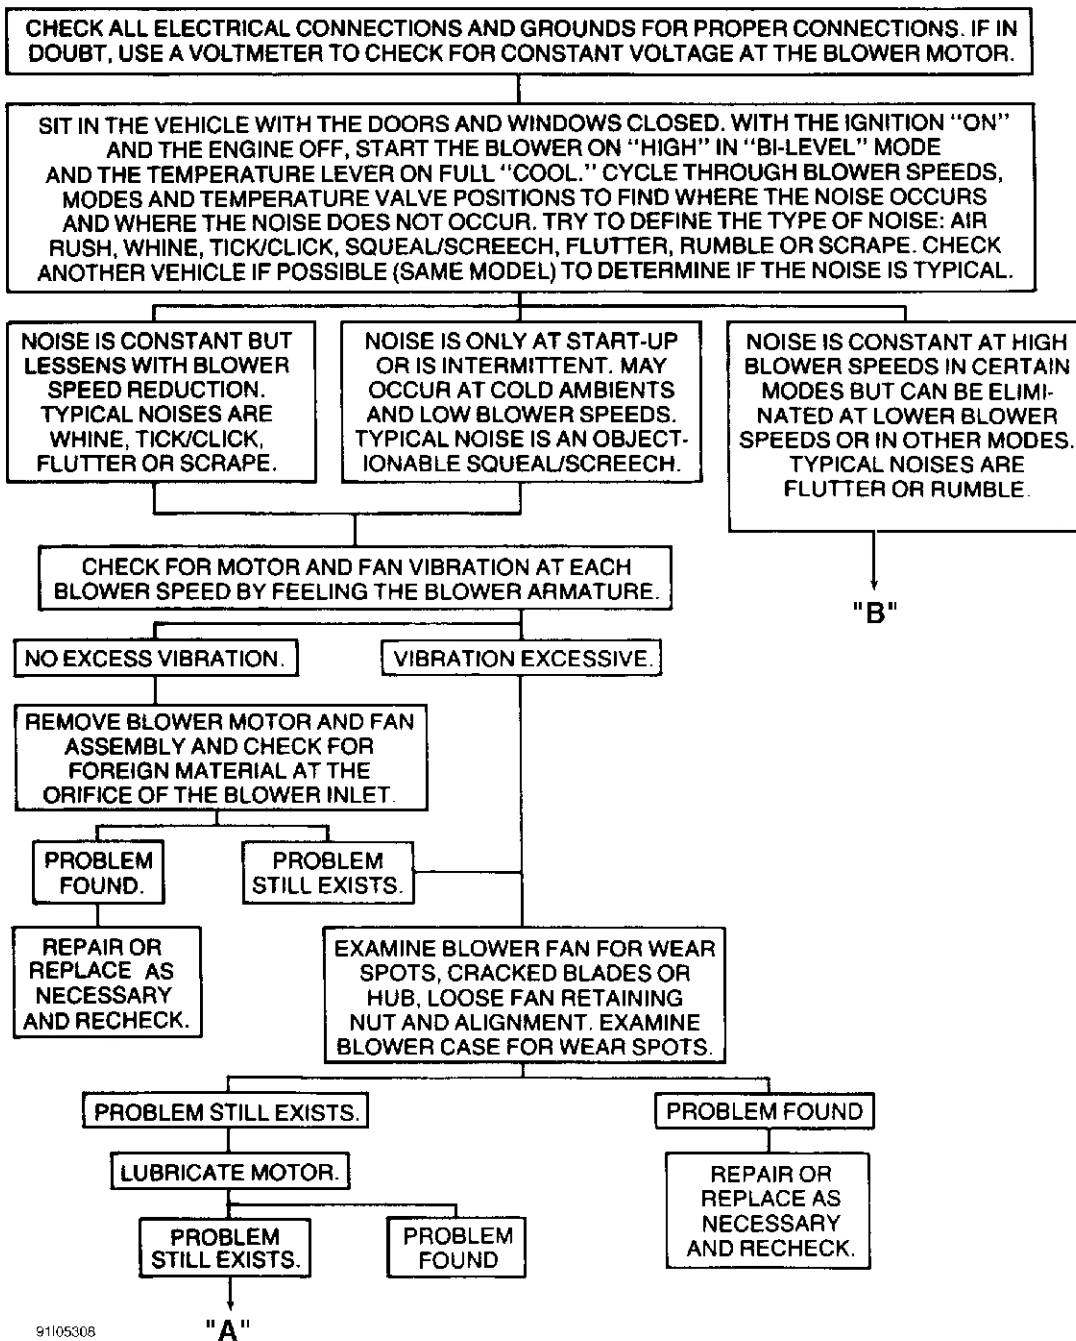 CHECK ALL ELECTRICAL CONNECTIONS AND GROUNDS FOR PROPER CONNECTIONS. IF IN
DOUBT, USE A VOLTMETER TO CHECK FOR CONSTANT VOLTAGE AT THE BLOWER MOTOR.
SIT IN THE VEHICLE WITH THE DOORS AND WINDOWS CLOSED. WITH THE IGNITION "ON"
AND THE ENGINE OFF, START THE BLOWER ON "HIGH" IN "BI-LEVEL" MODE
AND THE TEMPERATURE LEVER ON FULL "COOL." CYCLE THROUGH BLOWER SPEEDS,
MODES AND TEMPERATURE VALVE POSITIONS TO FIND WHERE THE NOISE OCCURS
AND WHERE THE NOISE DOES NOT OCCUR. TRY TO DEFINE THE TYPE OF NOISE: AIR
RUSH, WHINE, TICK/CLICK, SQUEAL/SCREECH, FLUTTER, RUMBLE OR SCRAPE. CHECK
ANOTHER VEHICLE IF POSSIBLE (SAME MODEL) TO DETERMINE IF THE NOISE IS TYPICAL.
NOISE IS CONSTANT BUT
LESSENS WITH BLOWER
SPEED REDUCTION.
TYPICAL NOISES ARE
WHINE, TICK/CLICK,
FLUTTER OR SCRAPE.
NOISE IS ONLY AT START-UP
OR IS INTERMITTENT. MAY
OCCUR AT COLD AMBIENTS
AND LOW BLOWER SPEEDS.
TYPICAL NOISE IS AN OBJECT-
IONABLE SQUEAL/SCREECH.
NOISE IS CONSTANT AT HIGH
BLOWER SPEEDS IN CERTAIN
MODES BUT CAN BE ELIMI-
NATED AT LOWER BLOWER
SPEEDS OR IN OTHER MODES.
TYPICAL NOISES ARE
FLUTTER OR RUMBLE.
CHECK FOR MOTOR AND FAN VIBRATION AT EACH
BLOWER SPEED BY FEELING THE BLOWER ARMATURE.
"B"
NO EXCESS VIBRATION.
VIBRATION EXCESSIVE.
REMOVE BLOWER MOTOR AND FAN
ASSEMBLY AND CHECK FOR
FOREIGN MATERIAL AT THE
ORIFICE OF THE BLOWER INLET.
PROBLEM
FOUND.
PROBLEM
STILL EXISTS.
REPAIR OR
REPLACE AS
NECESSARY
AND RECHECK.
EXAMINE BLOWER FAN FOR WEAR
SPOTS, CRACKED BLADES OR
HUB, LOOSE FAN RETAINING
NUT AND ALIGNMENT. EXAMINE
BLOWER CASE FOR WEAR SPOTS.
PROBLEM STILL EXISTS.
PROBLEM FOUND
LUBRICATE MOTOR.
REPAIR OR
REPLACE AS
NECESSARY
AND RECHECK.
PROBLEM
STILL EXISTS.
PROBLEM
FOUND
"A"
91I05308